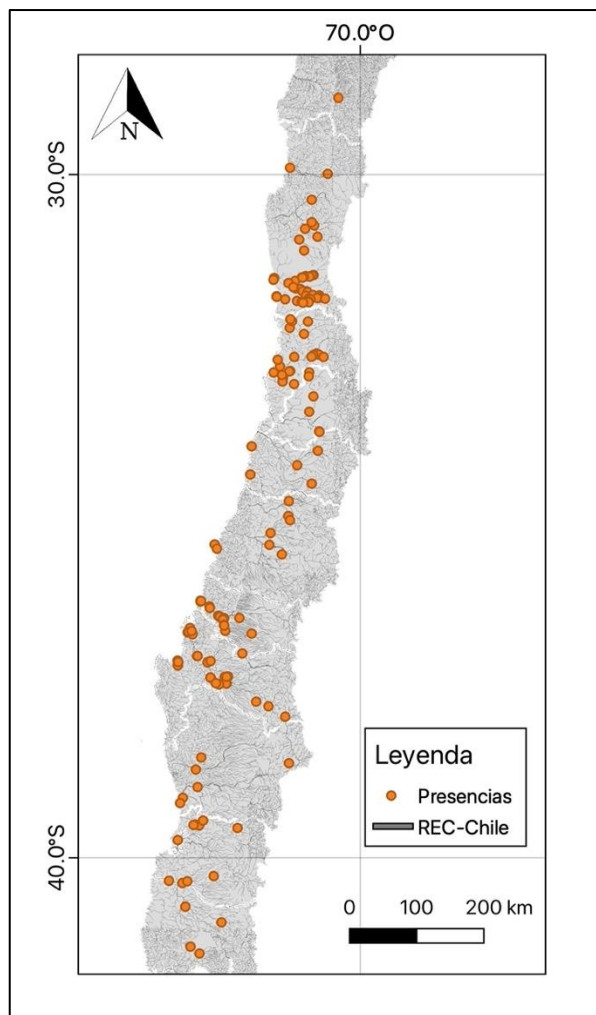 70.0°O
N
30.0°S
Leyenda
Presencias
REC-Chile
40.0°S
0 100 200 km